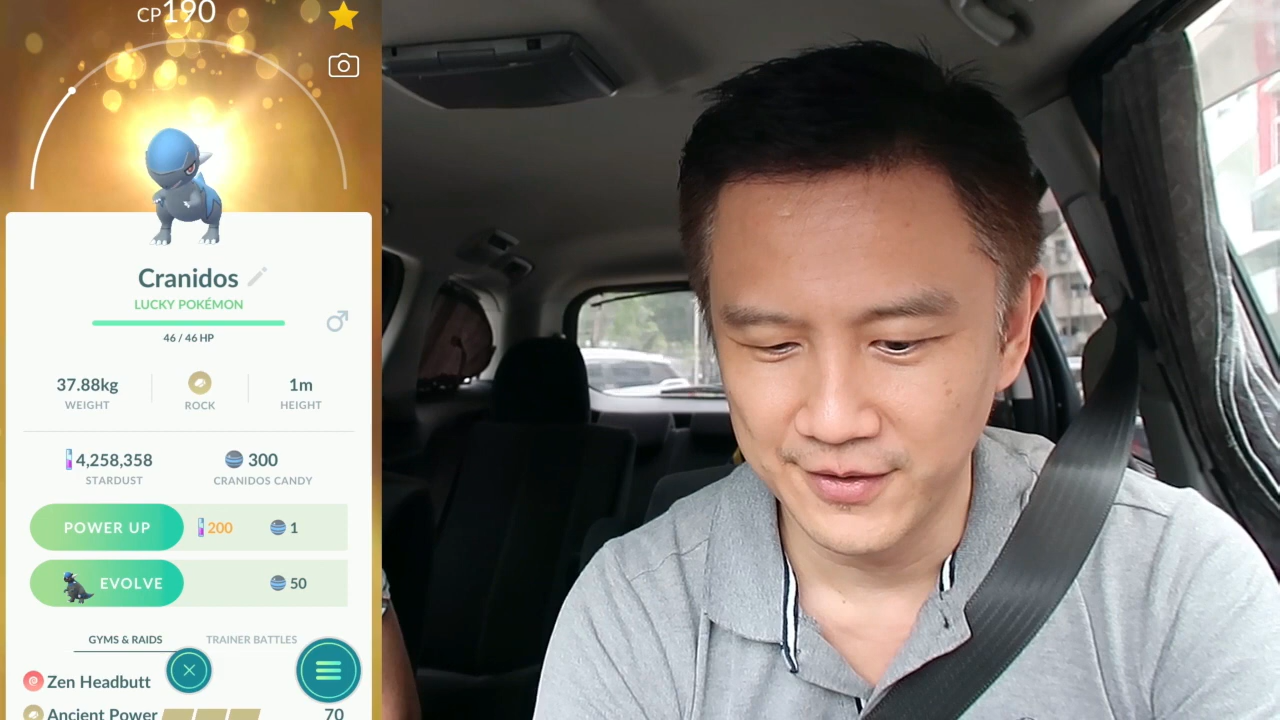 CP190
Cranidos
LUCKY POKÉMON
46 / 46 HP
37.88kg
WEIGHT
ROCK
1m
HEIGHT
4,258,358
STARDUST
300
CRANIDOS CANDY
POWER UP
200
1
EVOLVE
50
GYMS & RAIDS
TRAINER BATTLES
Zen Headbutt
Ancient Power
70